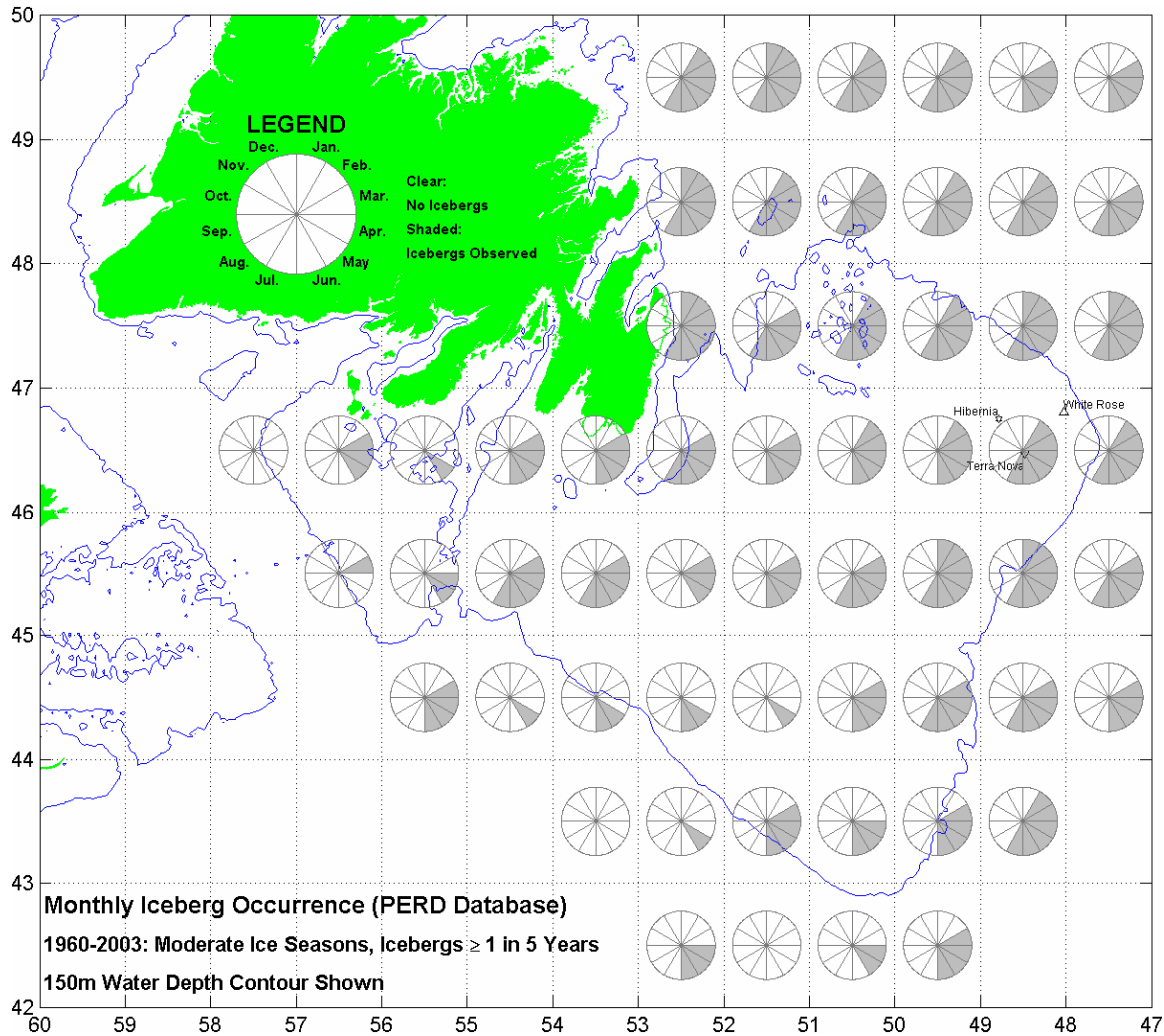 50
49
48
47
46
45
44
43
42
LEGEND
Dec. Jan.
Nov. Feb.
Oct. Mar.
Sep. Apr.
Aug. May
Jul. Jun.
Clear:
No Icebergs
Shaded:
Icebergs Observed
Hibernia
White Rose
Terra Nova
Monthly Iceberg Occurrence (PERD Database)
1960-2003: Moderate Ice Seasons, Icebergs ≥ 1 in 5 Years
150m Water Depth Contour Shown
60 59 58 57 56 55 54 53 52 51 50 49 48 47